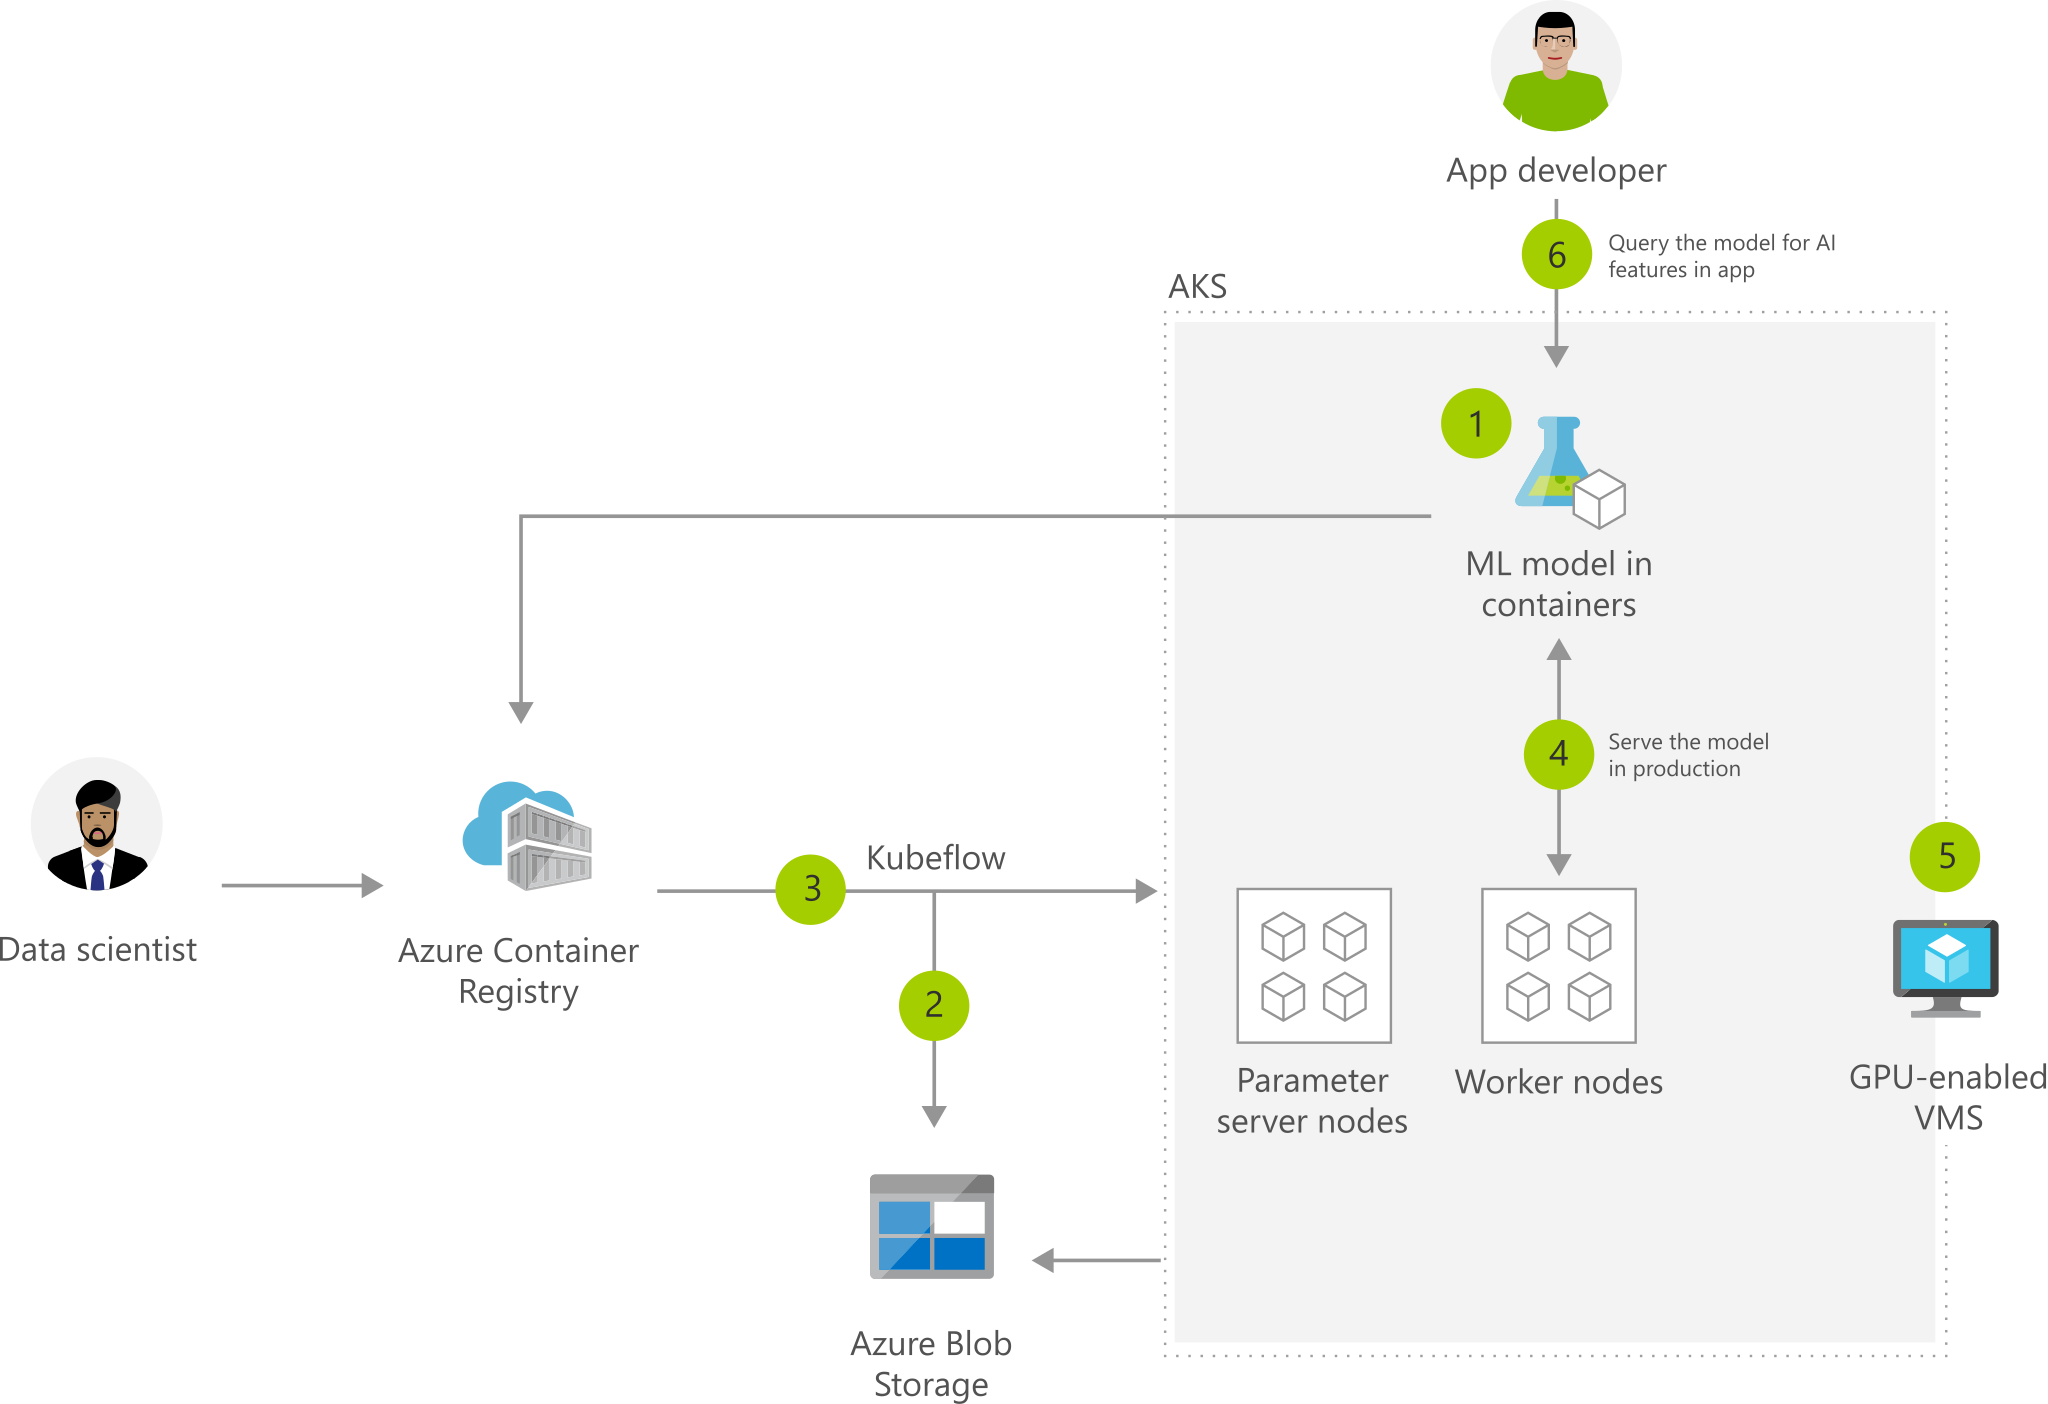 App developer
6
Query the model for AI
features in app
AKS
1
ML model in
containers
4
Serve the model
in production
5
Kubeflow
3
Data scientist
Azure Container
Registry
2
Parameter
server nodes
Worker nodes
GPU-enabled
VMS
Azure Blob
Storage